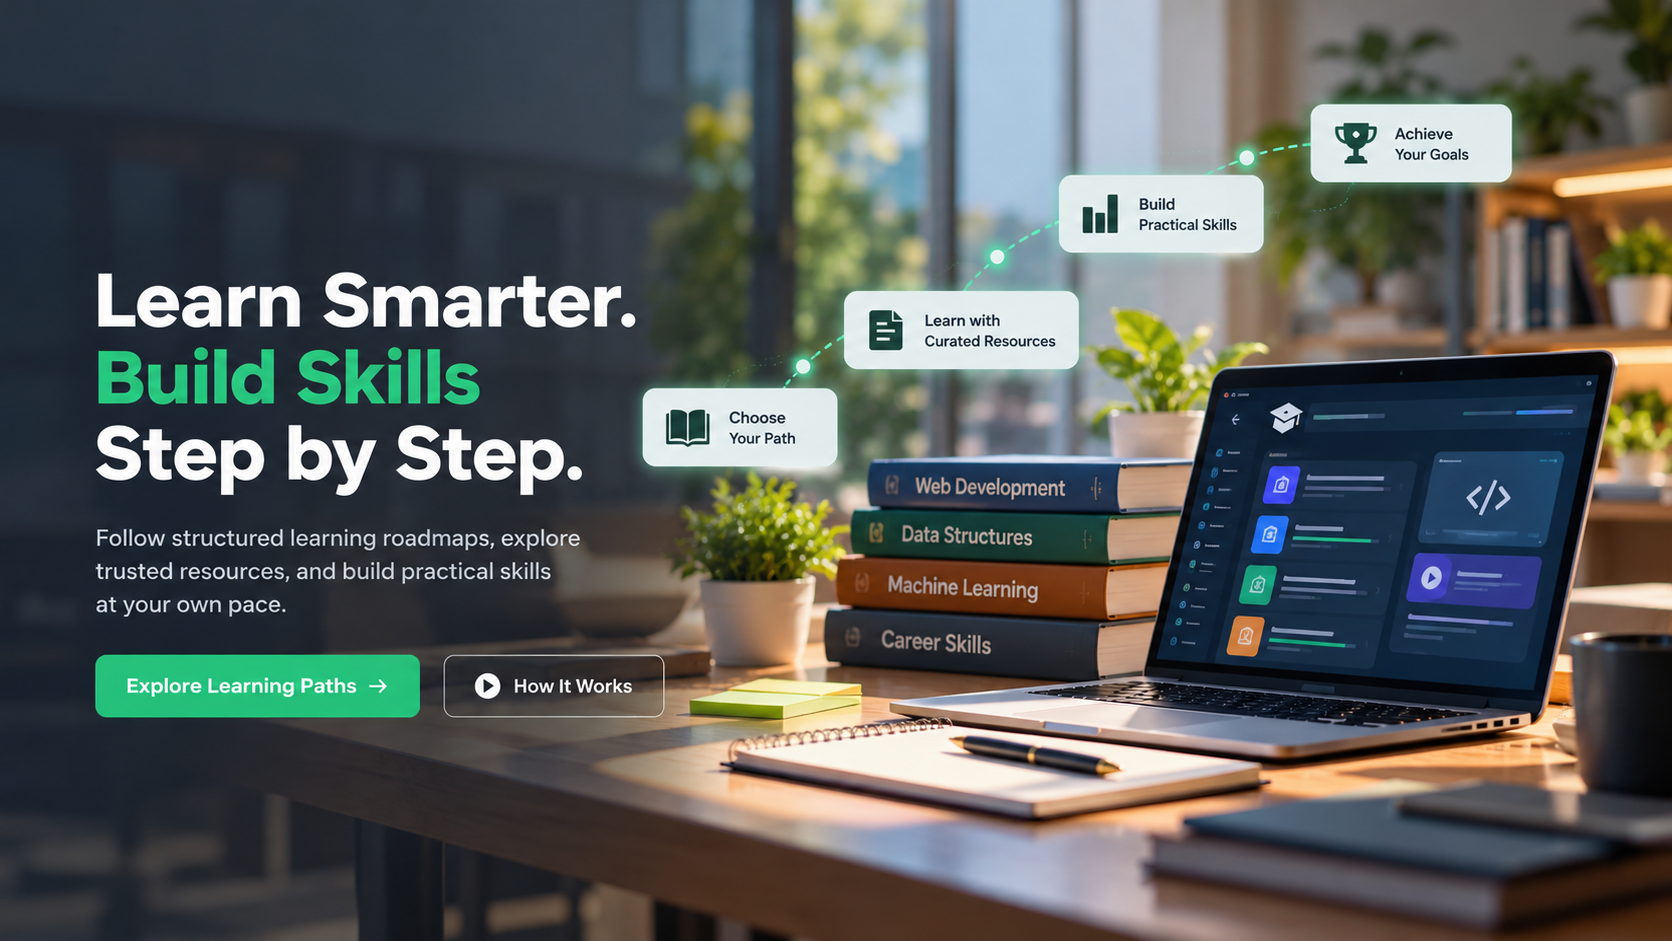 Learn Smarter.
Build Skills
Step by Step.
Follow structured learning roadmaps, explore
trusted resources, and build practical skills
at your own pace.
Explore Learning Paths →
How It Works
Choose
Your Path
Learn with
Curated Resources
Build
Practical Skills
Achieve
Your Goals
Web Development
Data Structures
Machine Learning
Career Skills
</>